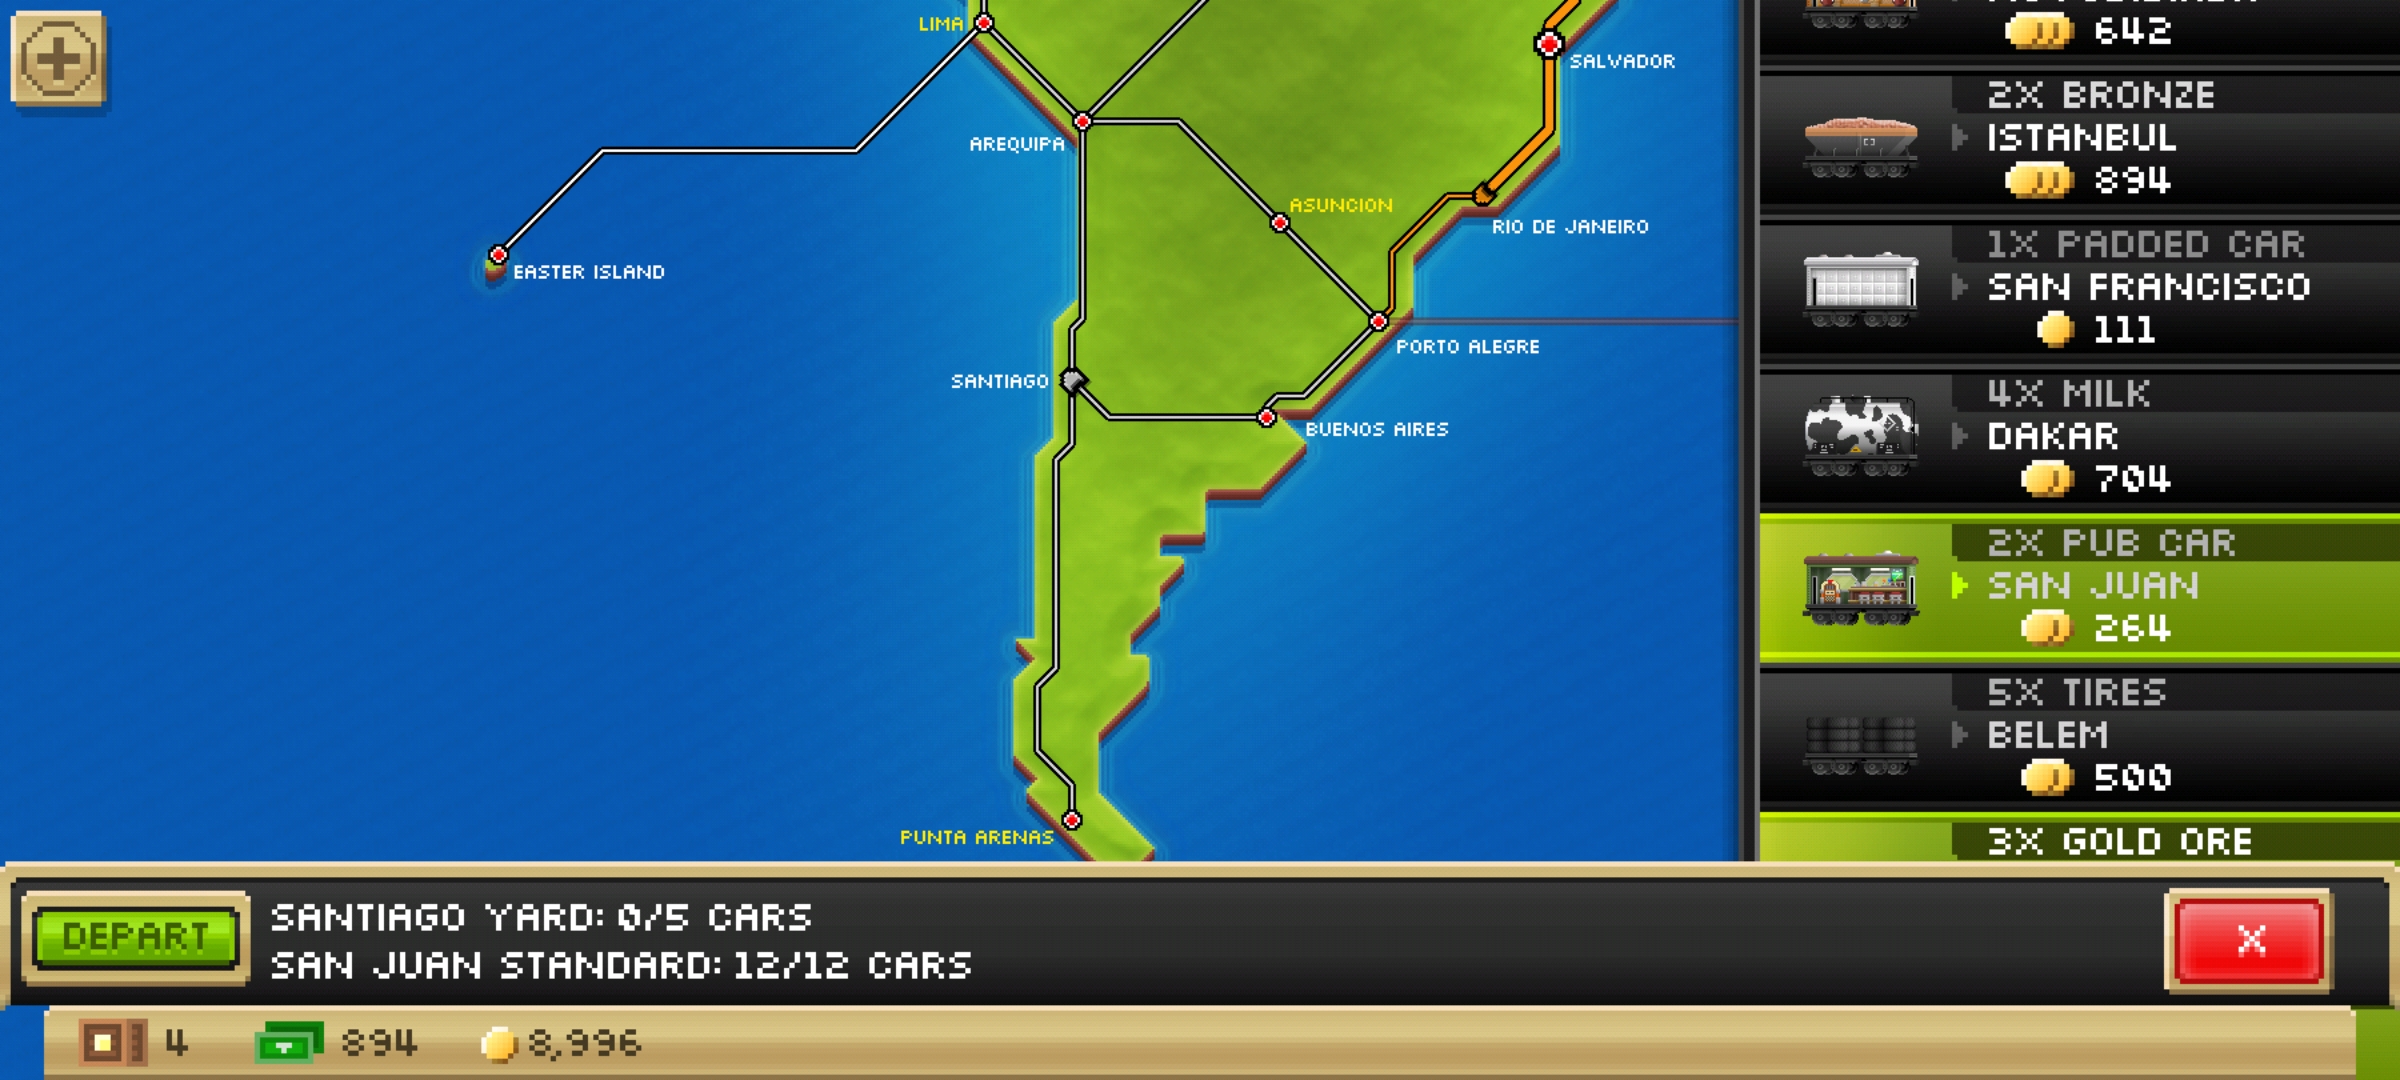 LIMA
SALVADOR
AREQUIPA
ASUNCION
RIO DE JANEIRO
EASTER ISLAND
PORTO ALEGRE
SANTIAGO
BUENOS AIRES
PUNTA ARENAS
642
2X BRONZE
ISTANBUL
894
1X PADDED CAR
SAN FRANCISCO
111
4X MILK
DAKAR
704
2X PUB CAR
SAN JUAN
264
5X TIRES
BELEM
500
3X GOLD ORE
DEPART
SANTIAGO YARD: 0/5 CARS
SAN JUAN STANDARD: 12/12 CARS
X
4 894 8,996